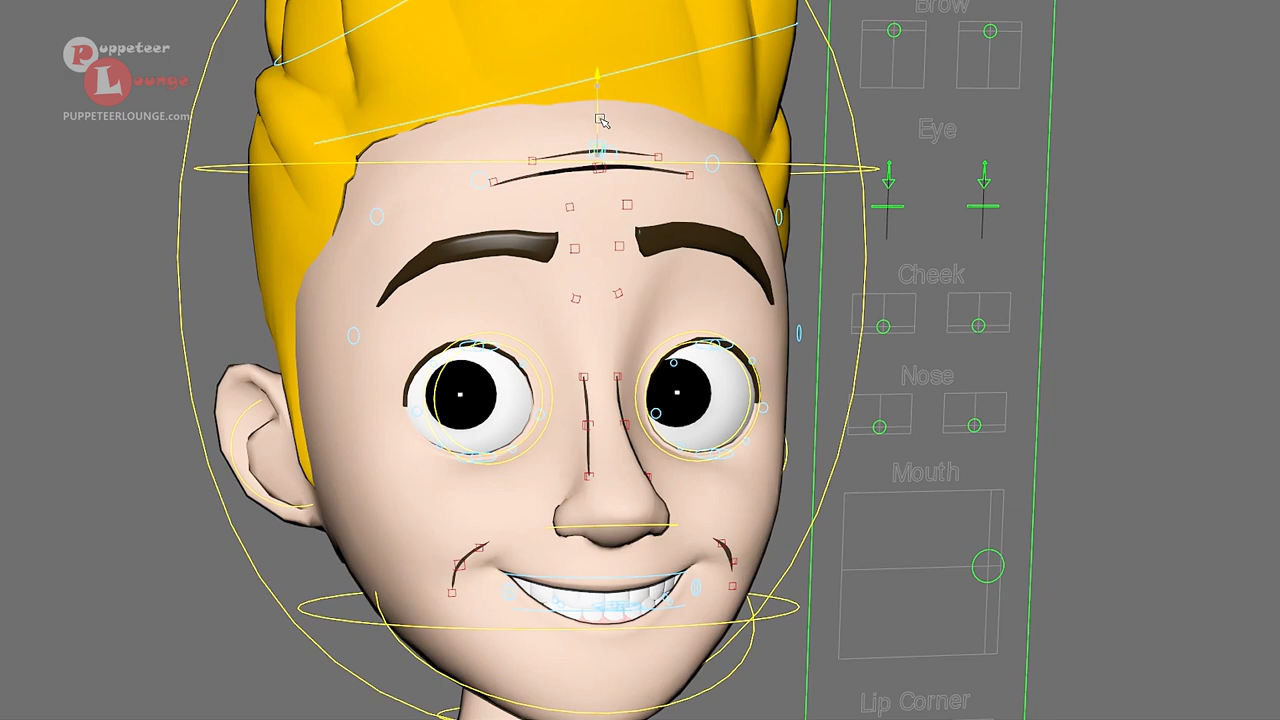 Puppeteer
Lounge
PUPPETEERLOUNGE.com
Brow
Eye
Cheek
Nose
Mouth
Lip Corner